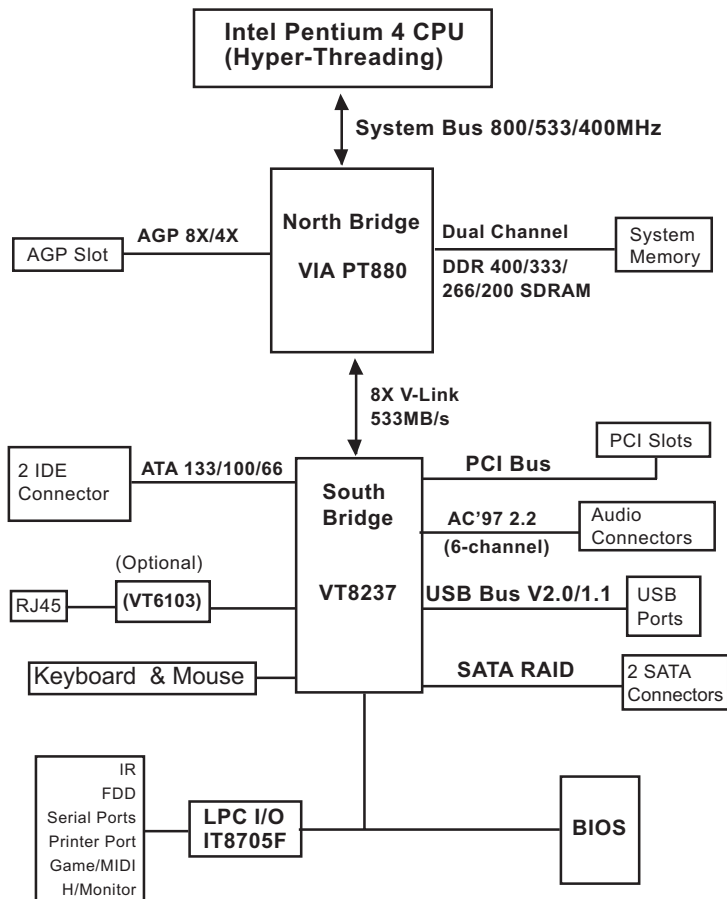 Intel Pentium 4 CPU
(Hyper-Threading)
System Bus 800/533/400MHz
North Bridge
VIA PT880
AGP Slot
AGP 8X/4X
Dual Channel
DDR 400/333/
266/200 SDRAM
System
Memory
8X V-Link
533MB/s
2 IDE
Connector
ATA 133/100/66
South
Bridge
VT8237
PCI Bus
PCI Slots
AC'97 2.2
(6-channel)
Audio
Connectors
(Optional)
RJ45
(VT6103)
USB Bus V2.0/1.1
USB
Ports
Keyboard & Mouse
SATA RAID
2 SATA
Connectors
IR
FDD
Serial Ports
Printer Port
Game/MIDI
H/Monitor
LPC I/O
IT8705F
BIOS